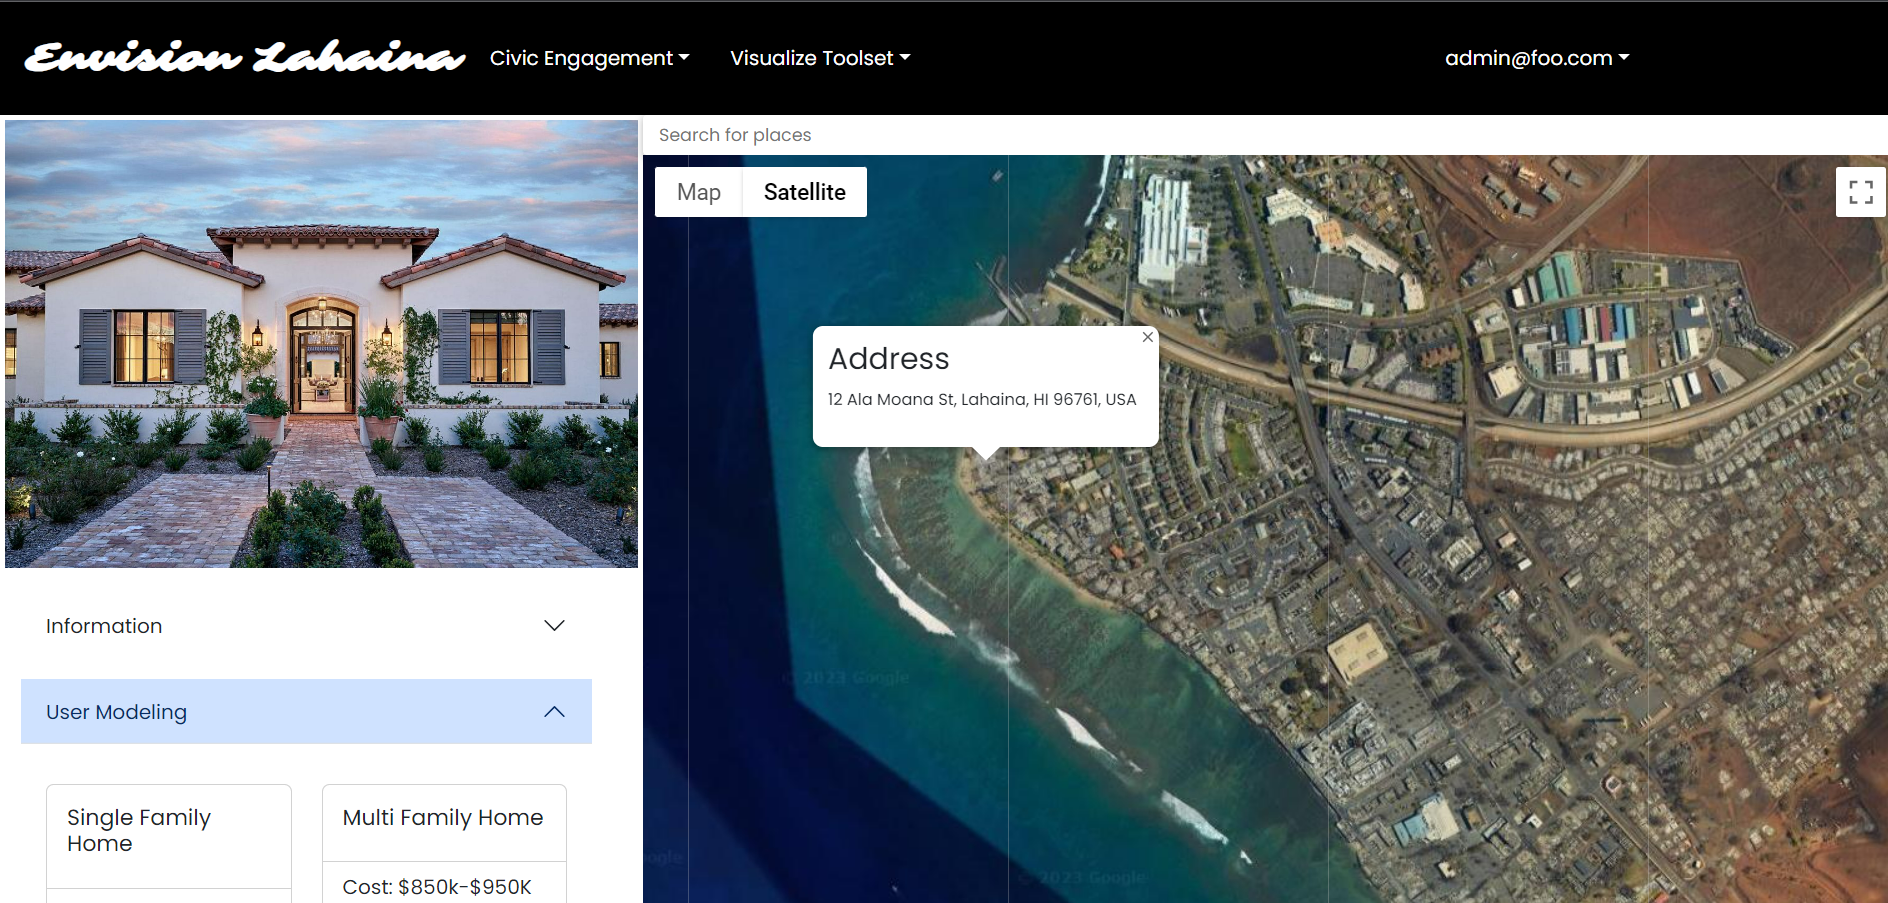 Envision Lahaina
Civic Engagement
Visualize Toolset
admin@foo.com
Search for places
Map
Satellite
Address
12 Ala Moana St, Lahaina, HI 96761, USA
© 2023 Google
Information
User Modeling
Single Family
Home
Multi Family Home
Cost: $850k-$950K
oogle
© 2023 Google